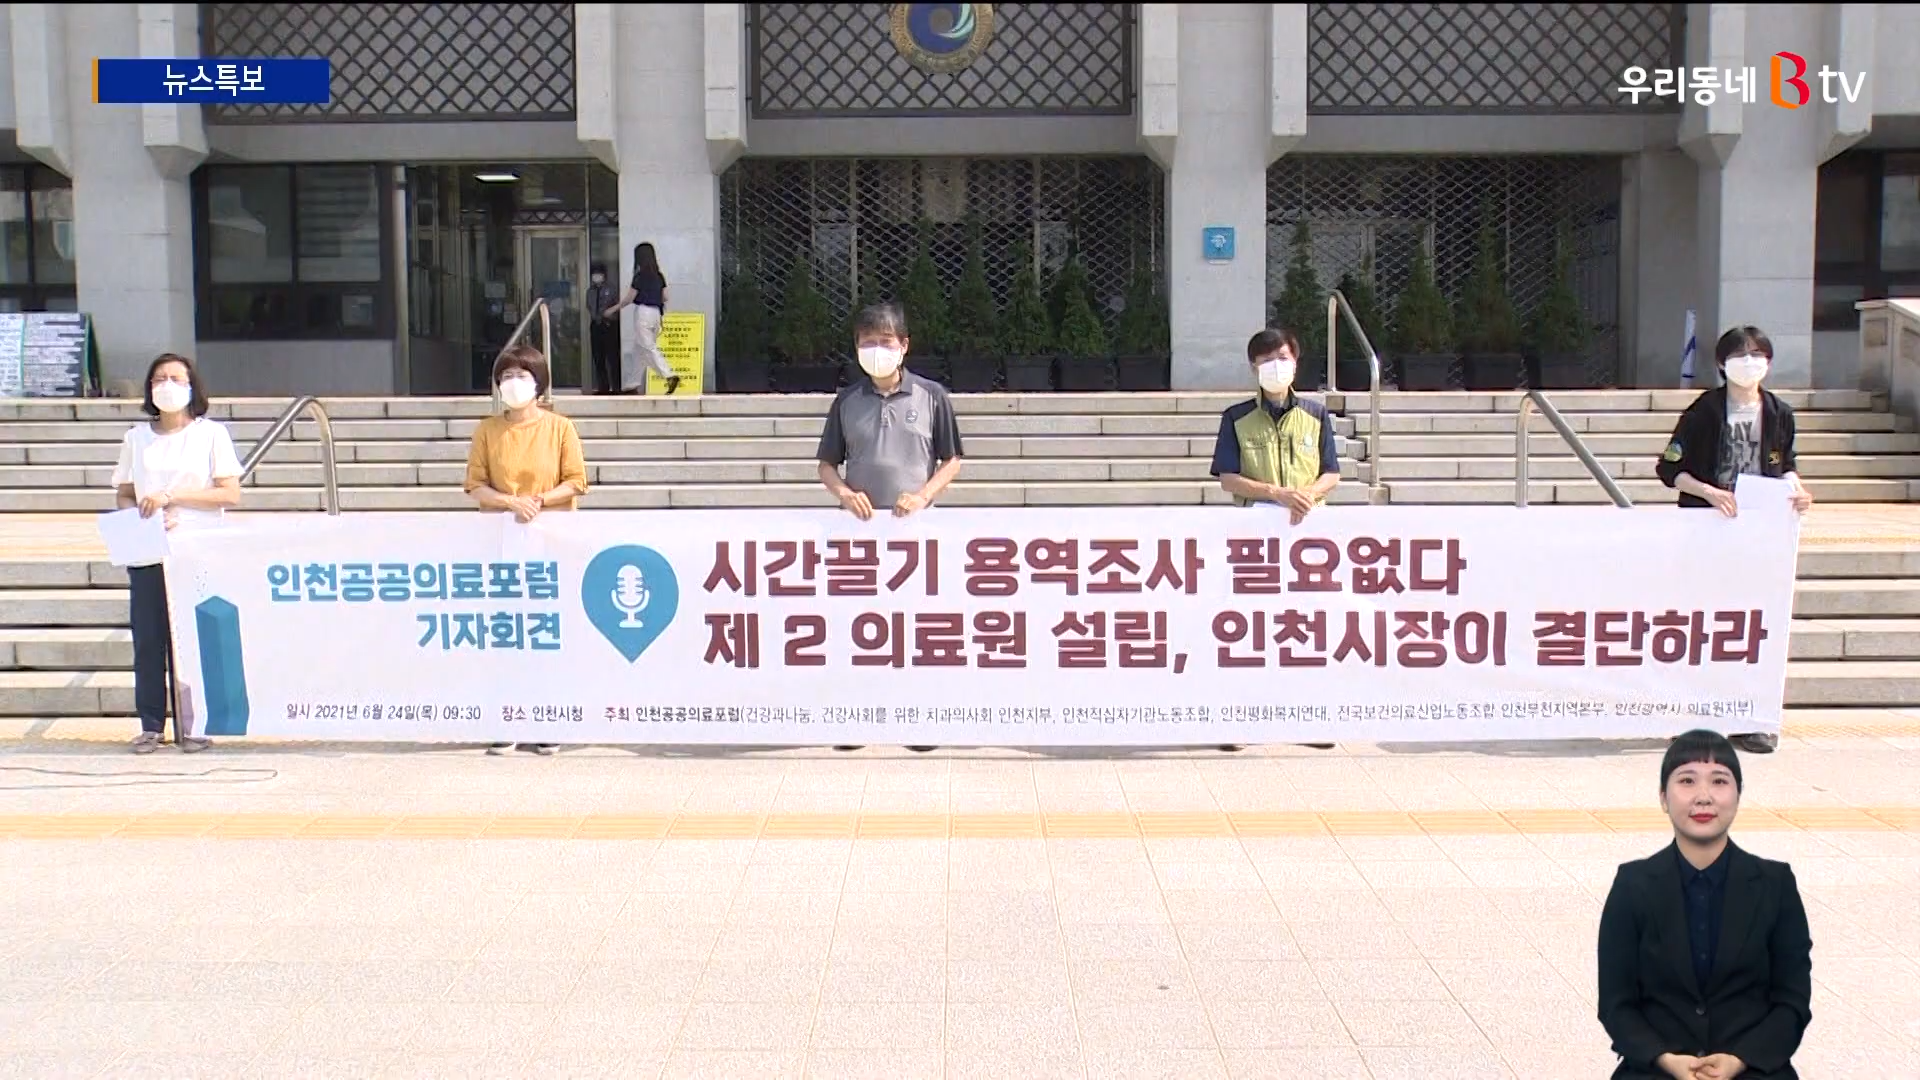 뉴스특보
우리동네 B tv
인천공공의료포럼
기자회견
시간끌기 용역조사 필요없다
제 2 의료원 설립, 인천시장이 결단하라
일시 2021년 6월 24일(목) 09:30 장소 인천시청 주최 인천공공의료포럼(건강과나눔, 건강사회를 위한 치과의사회 인천지부, 인천적십자기관노동조합, 인천평화복지연대, 전국보건의료산업노동조합 인천부천지역본부, 인천광역시 의료원지부)